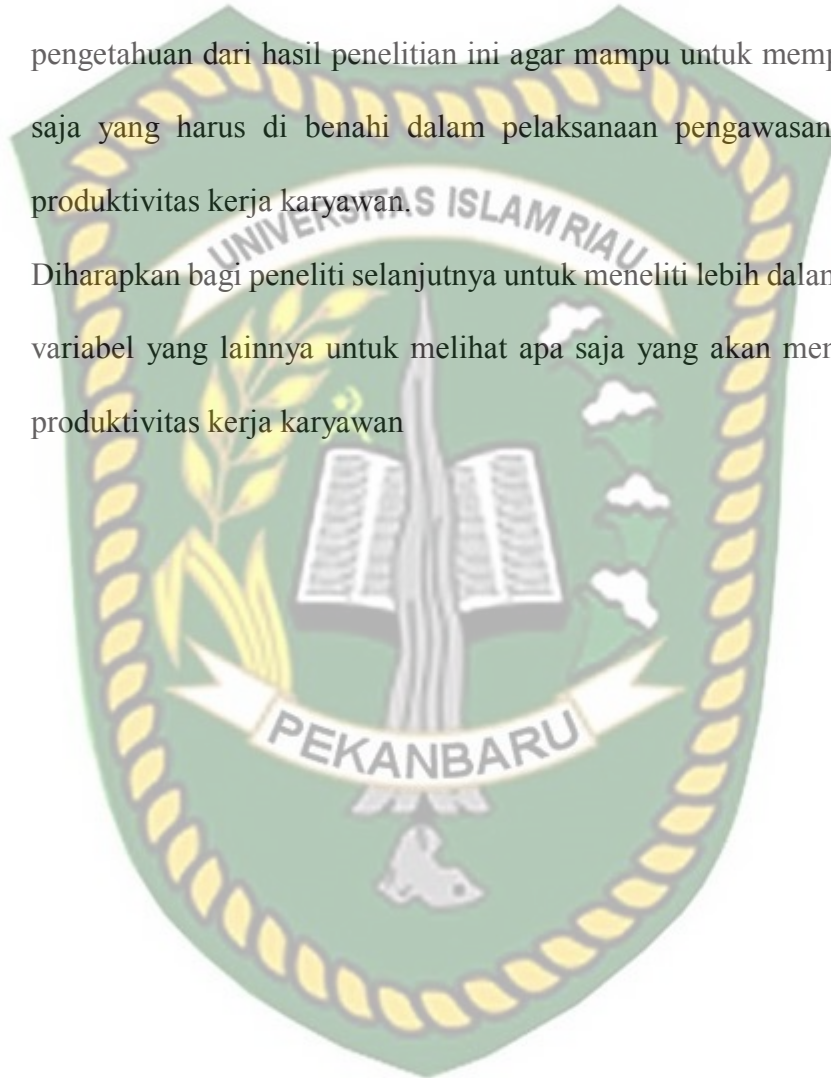 pengetahuan dari hasil penelitian ini agar mampu untuk memp
saja yang harus di benahi dalam pelaksanaan pengawasan
produktivitas kerja karyawan.
UNIVERSITAS ISLAM RIAU
Diharapkan bagi peneliti selanjutnya untuk meneliti lebih dalam
variabel yang lainnya untuk melihat apa saja yang akan mem
produktivitas kerja karyawan
PEKANBARU